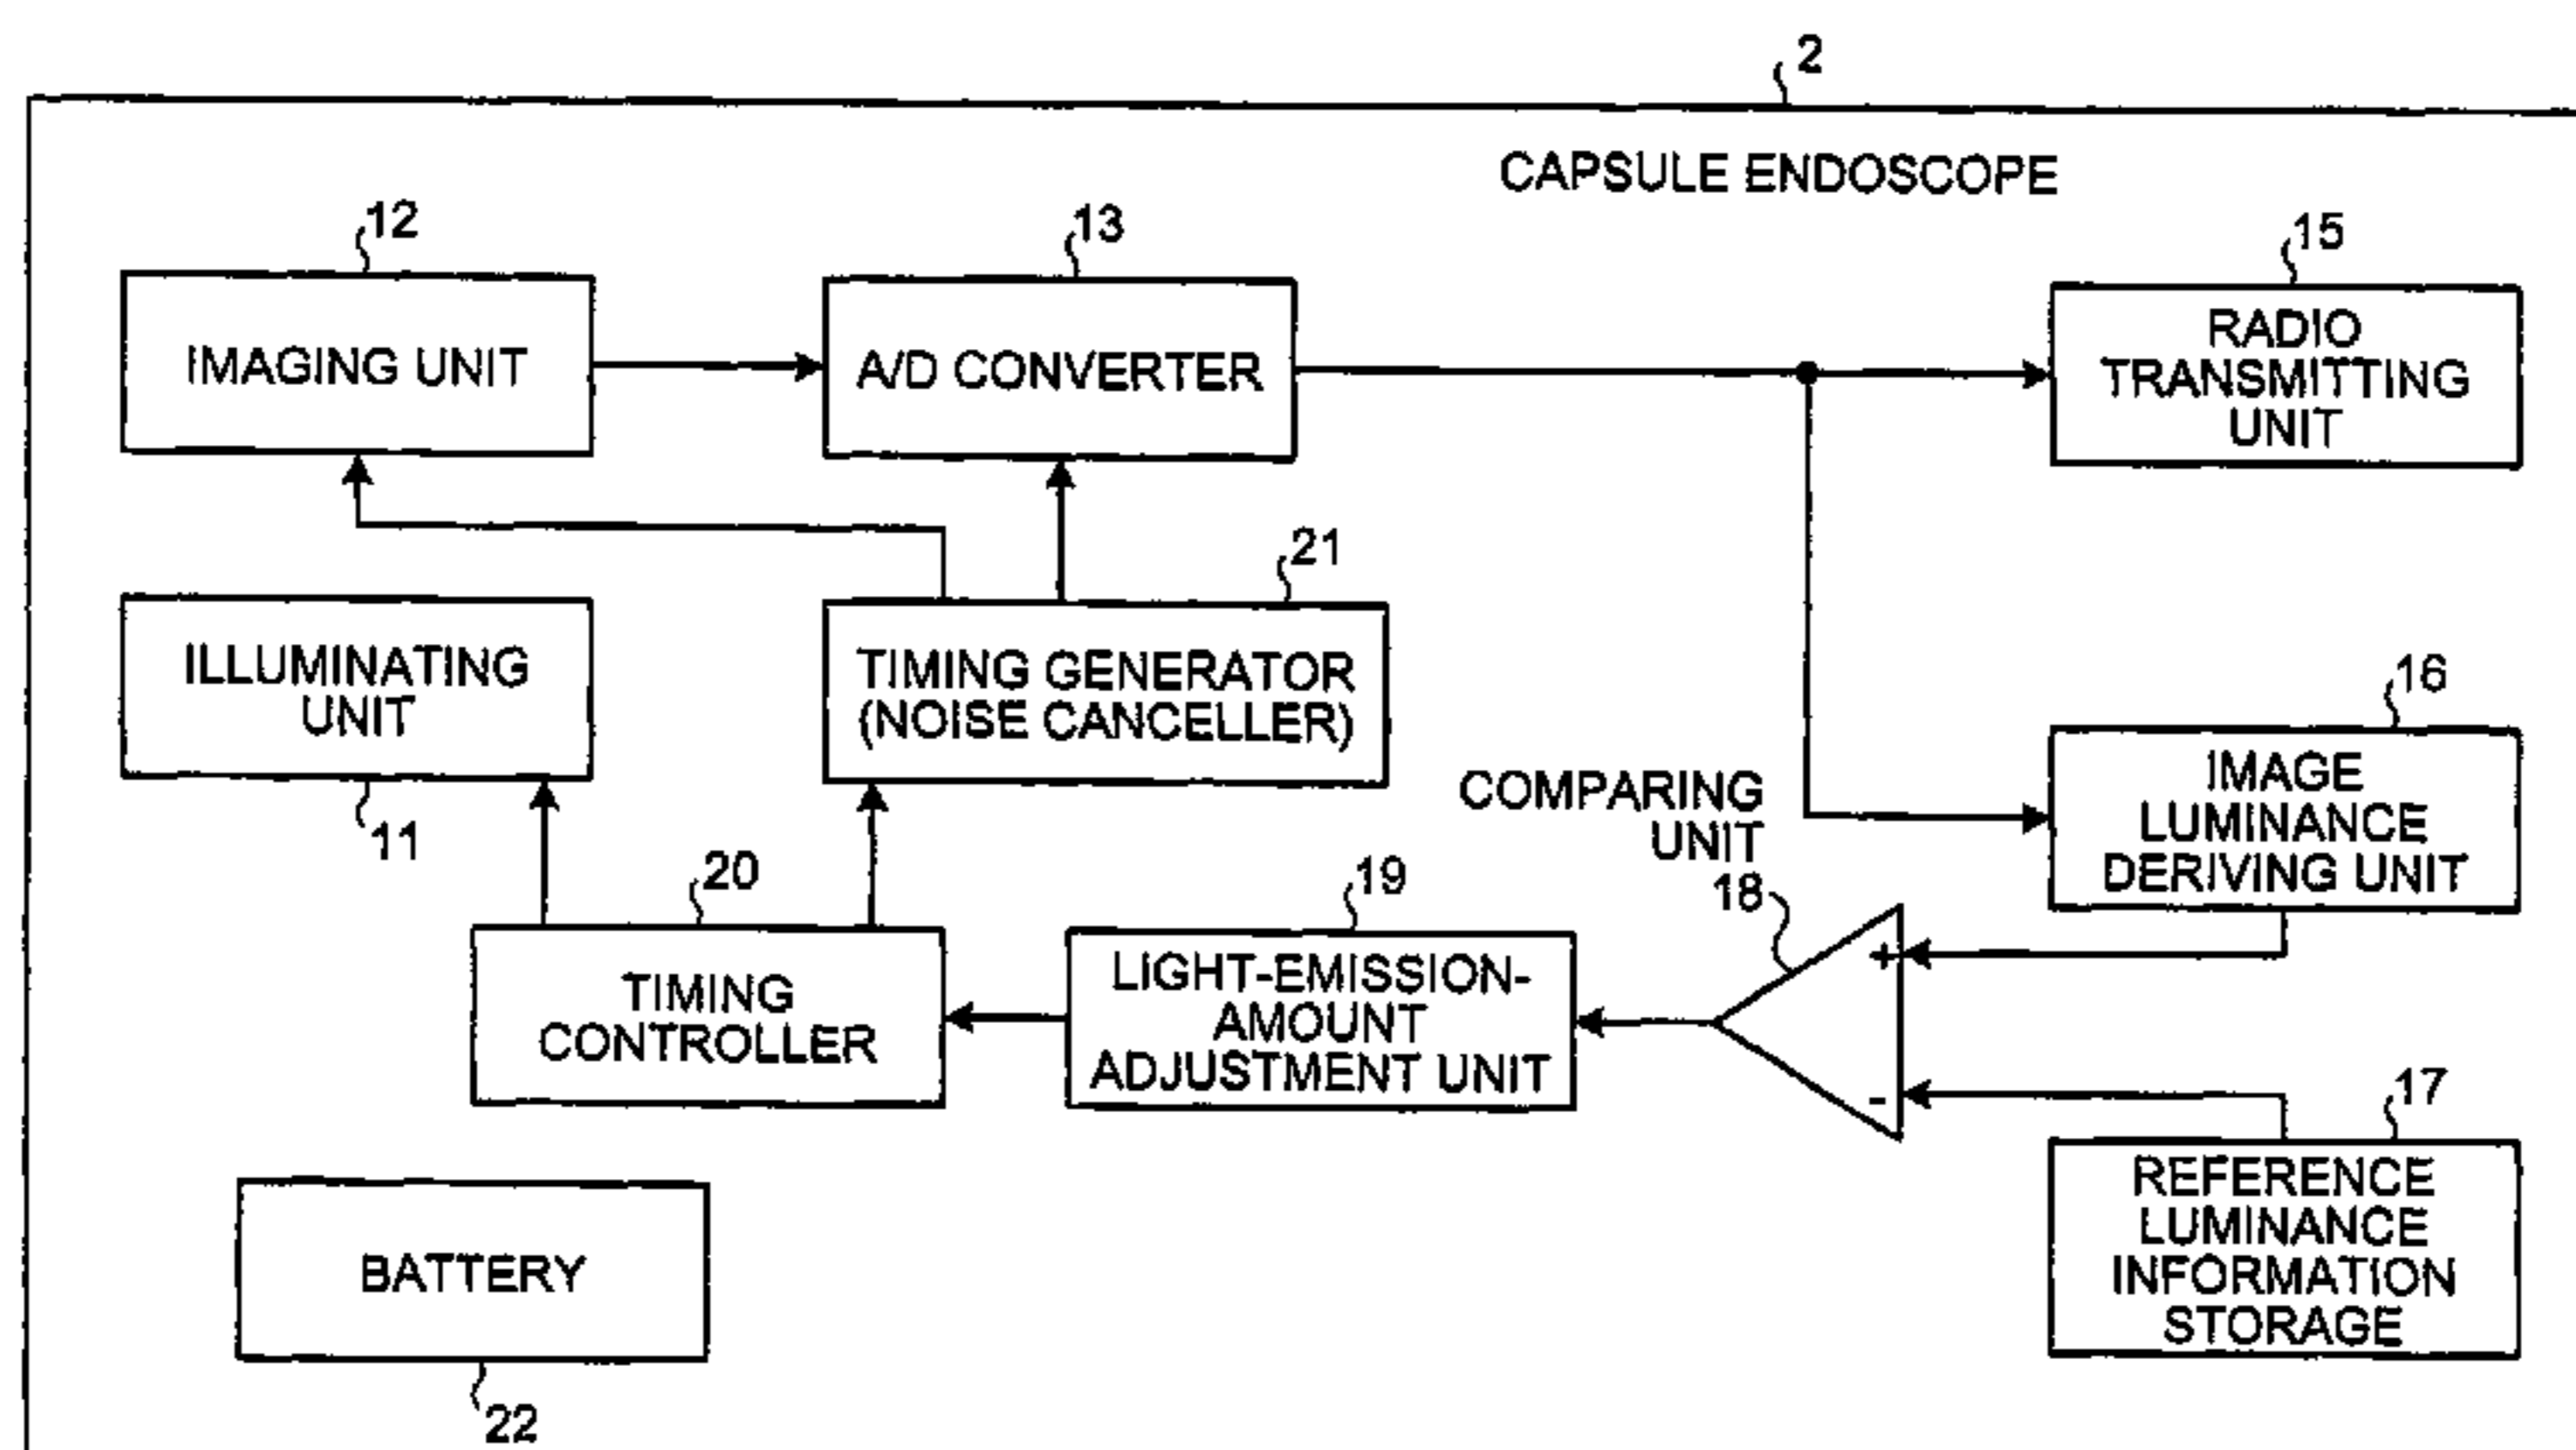 2
CAPSULE ENDOSCOPE
12
IMAGING UNIT
13
A/D CONVERTER
15
RADIO
TRANSMITTING
UNIT
ILLUMINATING
UNIT
11
21
TIMING GENERATOR
(NOISE CANCELLER)
16
IMAGE
LUMINANCE
DERIVING UNIT
COMPARING
UNIT
18
+
-
20
TIMING
CONTROLLER
19
LIGHT-EMISSION-
AMOUNT
ADJUSTMENT UNIT
17
REFERENCE
LUMINANCE
INFORMATION
STORAGE
BATTERY
22